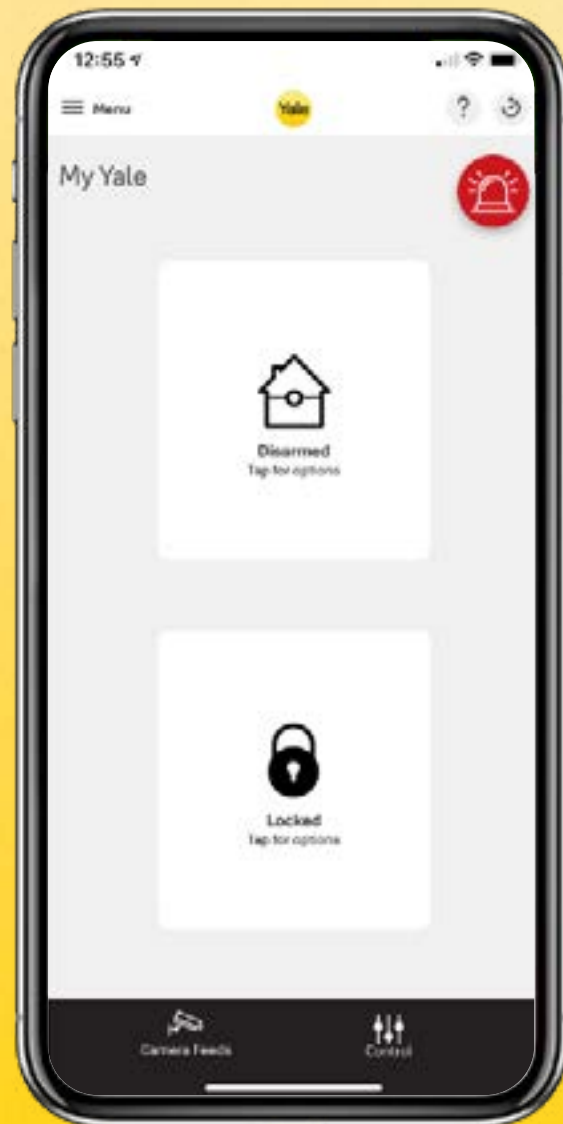 12:55
Menu
Yale
?
My Yale
Disarmed
Tap for options
Locked
Tap for options
Camera Feeds
Control